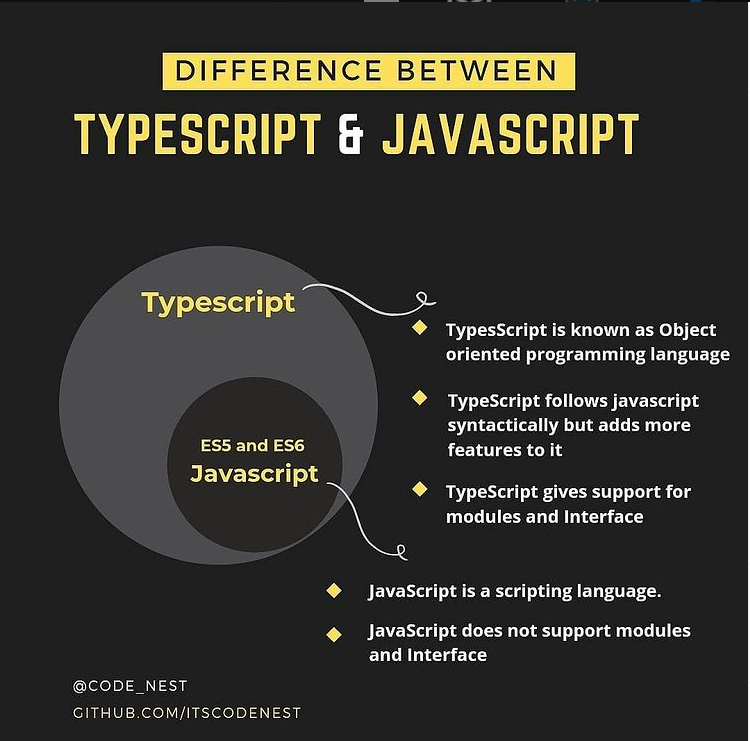 DIFFERENCE BETWEEN
TYPESCRIPT & JAVASCRIPT
Typescript
TypesScript is known as Object
oriented programming language
TypeScript follows javascript
syntactically but adds more
features to it
ES5 and ES6
Javascript
TypeScript gives support for
modules and Interface
JavaScript is a scripting language.
JavaScript does not support modules
and Interface
@CODE_NEST
GITHUB.COM/ITSCODENEST